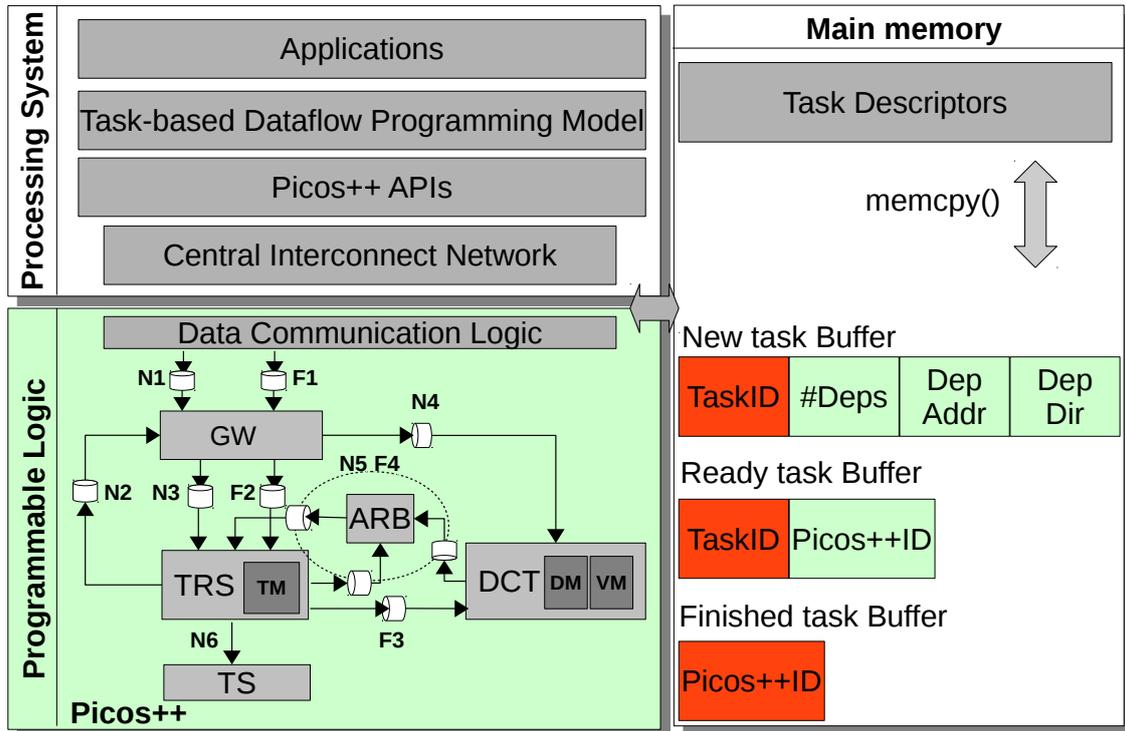 Processing System
Applications
Task-based Dataflow Programming Model
Picos++ APIs
Central Interconnect Network
Programmable Logic
Data Communication Logic
N1
F1
GW
N4
N2
N3
F2
N5 F4
ARB
TRS
TM
DCT
DM
VM
F3
N6
TS
Picos++
Main memory
Task Descriptors
memcpy()
New task Buffer
TaskID
#Deps
Dep
Addr
Dep
Dir
Ready task Buffer
TaskID
Picos++ID
Finished task Buffer
Picos++ID